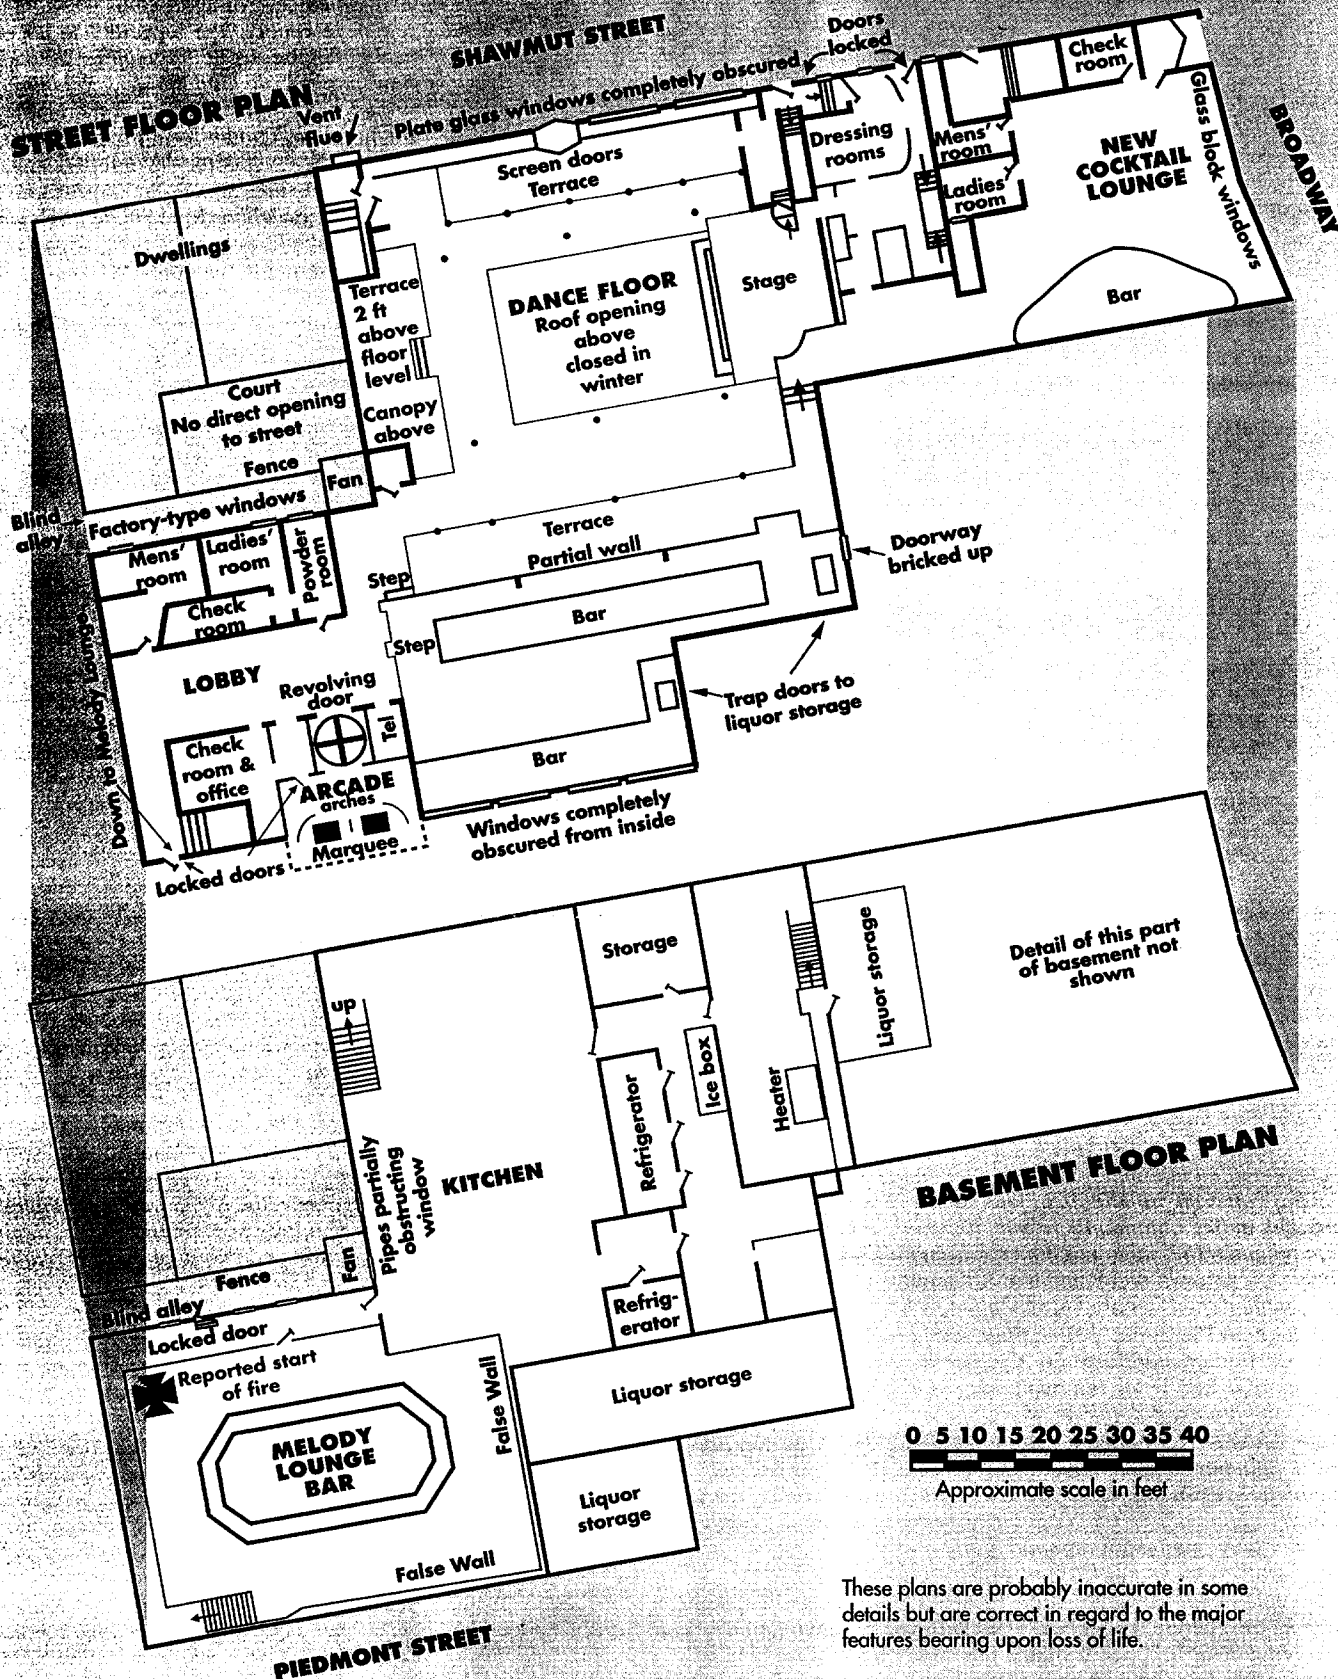 SHAWMUT STREET
Doors
locked
STREET FLOOR PLAN
Vent
flue
Plate glass windows completely obscured
Check
room
BROADWAY
Glass block windows
Screen doors
Terrace
Dressing
rooms
Mens'
room
Ladies'
room
NEW
COCKTAIL
LOUNGE
Bar
Dwellings
Terrace
2 ft
above
floor
level
DANCE FLOOR
Roof opening
above
closed in
winter
Stage
Court
No direct opening
to street
Canopy
above
Fence
Fan
Blind
alley
Factory-type windows
Mens'
room
Ladies'
room
Powder
room
Check
room
Terrace
Partial wall
Step
Bar
Step
Doorway
bricked up
Down to Melody Lounge
LOBBY
Revolving
door
Tel
Trap doors to
liquor storage
Check
room &
office
ARCADE
arches
Marquee
Bar
Windows completely
obscured from inside
Locked doors
Storage
up
Liquor storage
Detail of this part
of basement not
shown
Ice box
Heater
Refrigerator
Pipes partially
obstructing
window
KITCHEN
BASEMENT FLOOR PLAN
Fence
Fan
Blind alley
Locked door
Refrig-
erator
Reported start
of fire
False Wall
Liquor storage
MELODY
LOUNGE
BAR
Liquor
storage
False Wall
PIEDMONT STREET
0 5 10 15 20 25 30 35 40
Approximate scale in feet
These plans are probably inaccurate in some
details but are correct in regard to the major
features bearing upon loss of life.